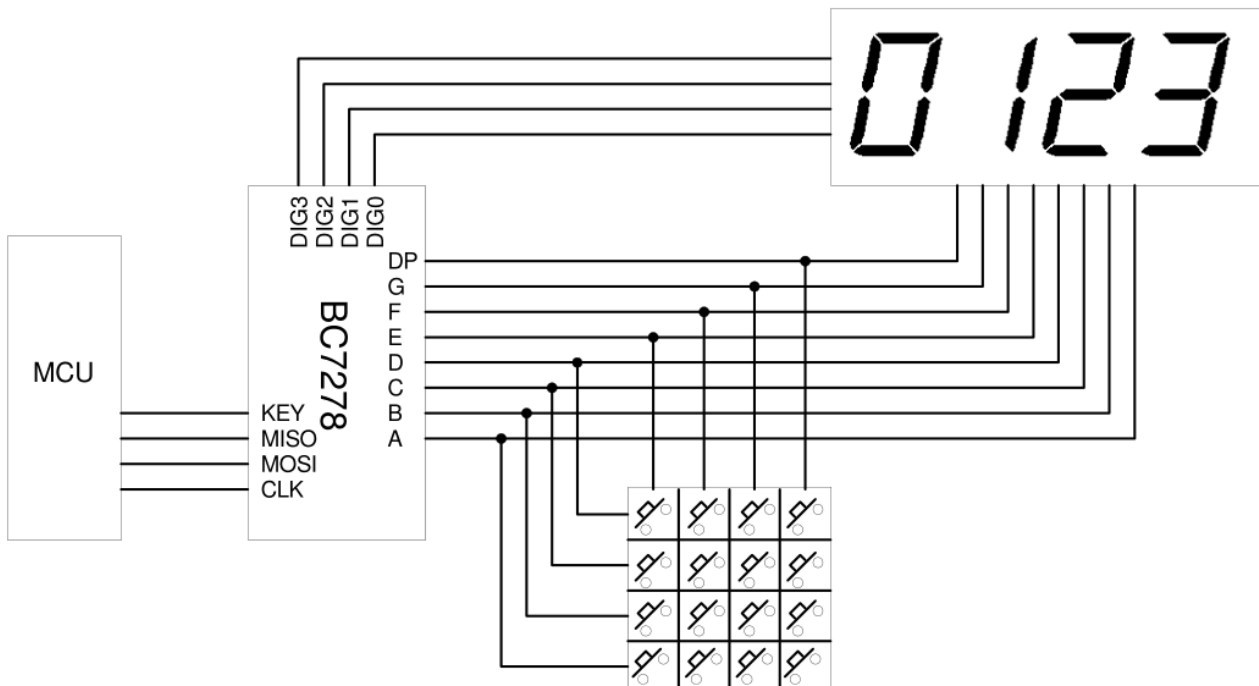 0123
DIG3
DIG2
DIG1
DIG0
DP
G
F
E
D
C
B
A
BC7278
MCU
KEY
MISO
MOSI
CLK